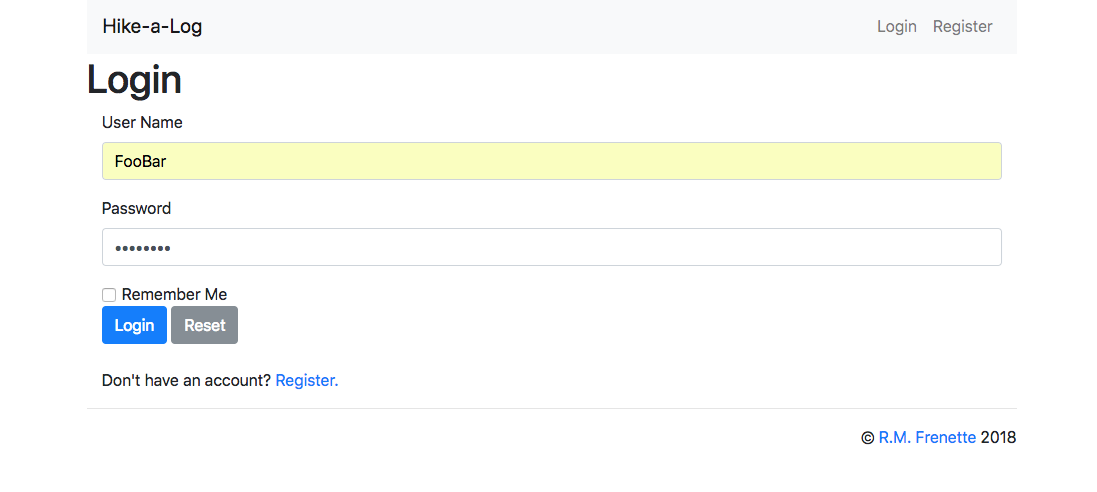 Hike-a-Log Login Register
Login
User Name
FooBar
Password
••••••••
Remember Me
Login Reset
Don't have an account? Register.
© R.M. Frenette 2018